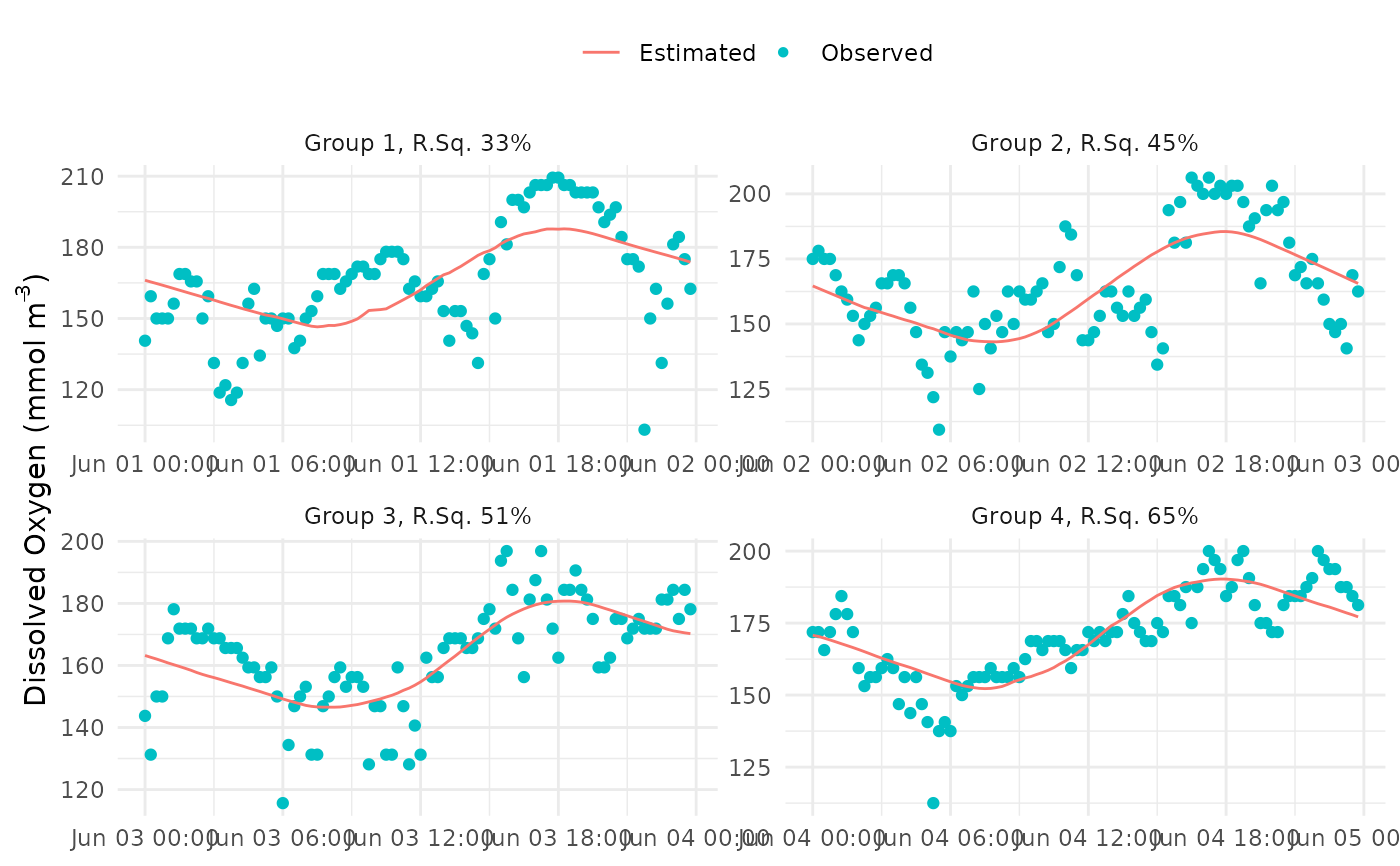 Estimated Observed
Dissolved Oxygen (mmol m⁻³)
Group 1, R.Sq. 33%
210
180
150
120
Jun 01 00:00 Jun 01 06:00 Jun 01 12:00 Jun 01 18:00 Jun 02 00:00
Group 2, R.Sq. 45%
200
175
150
125
Jun 02 00:00 Jun 02 06:00 Jun 02 12:00 Jun 02 18:00 Jun 03 00
Group 3, R.Sq. 51%
200
180
160
140
120
Jun 03 00:00 Jun 03 06:00 Jun 03 12:00 Jun 03 18:00 Jun 04 00:00
Group 4, R.Sq. 65%
200
175
150
125
Jun 04 00:00 Jun 04 06:00 Jun 04 12:00 Jun 04 18:00 Jun 05 00